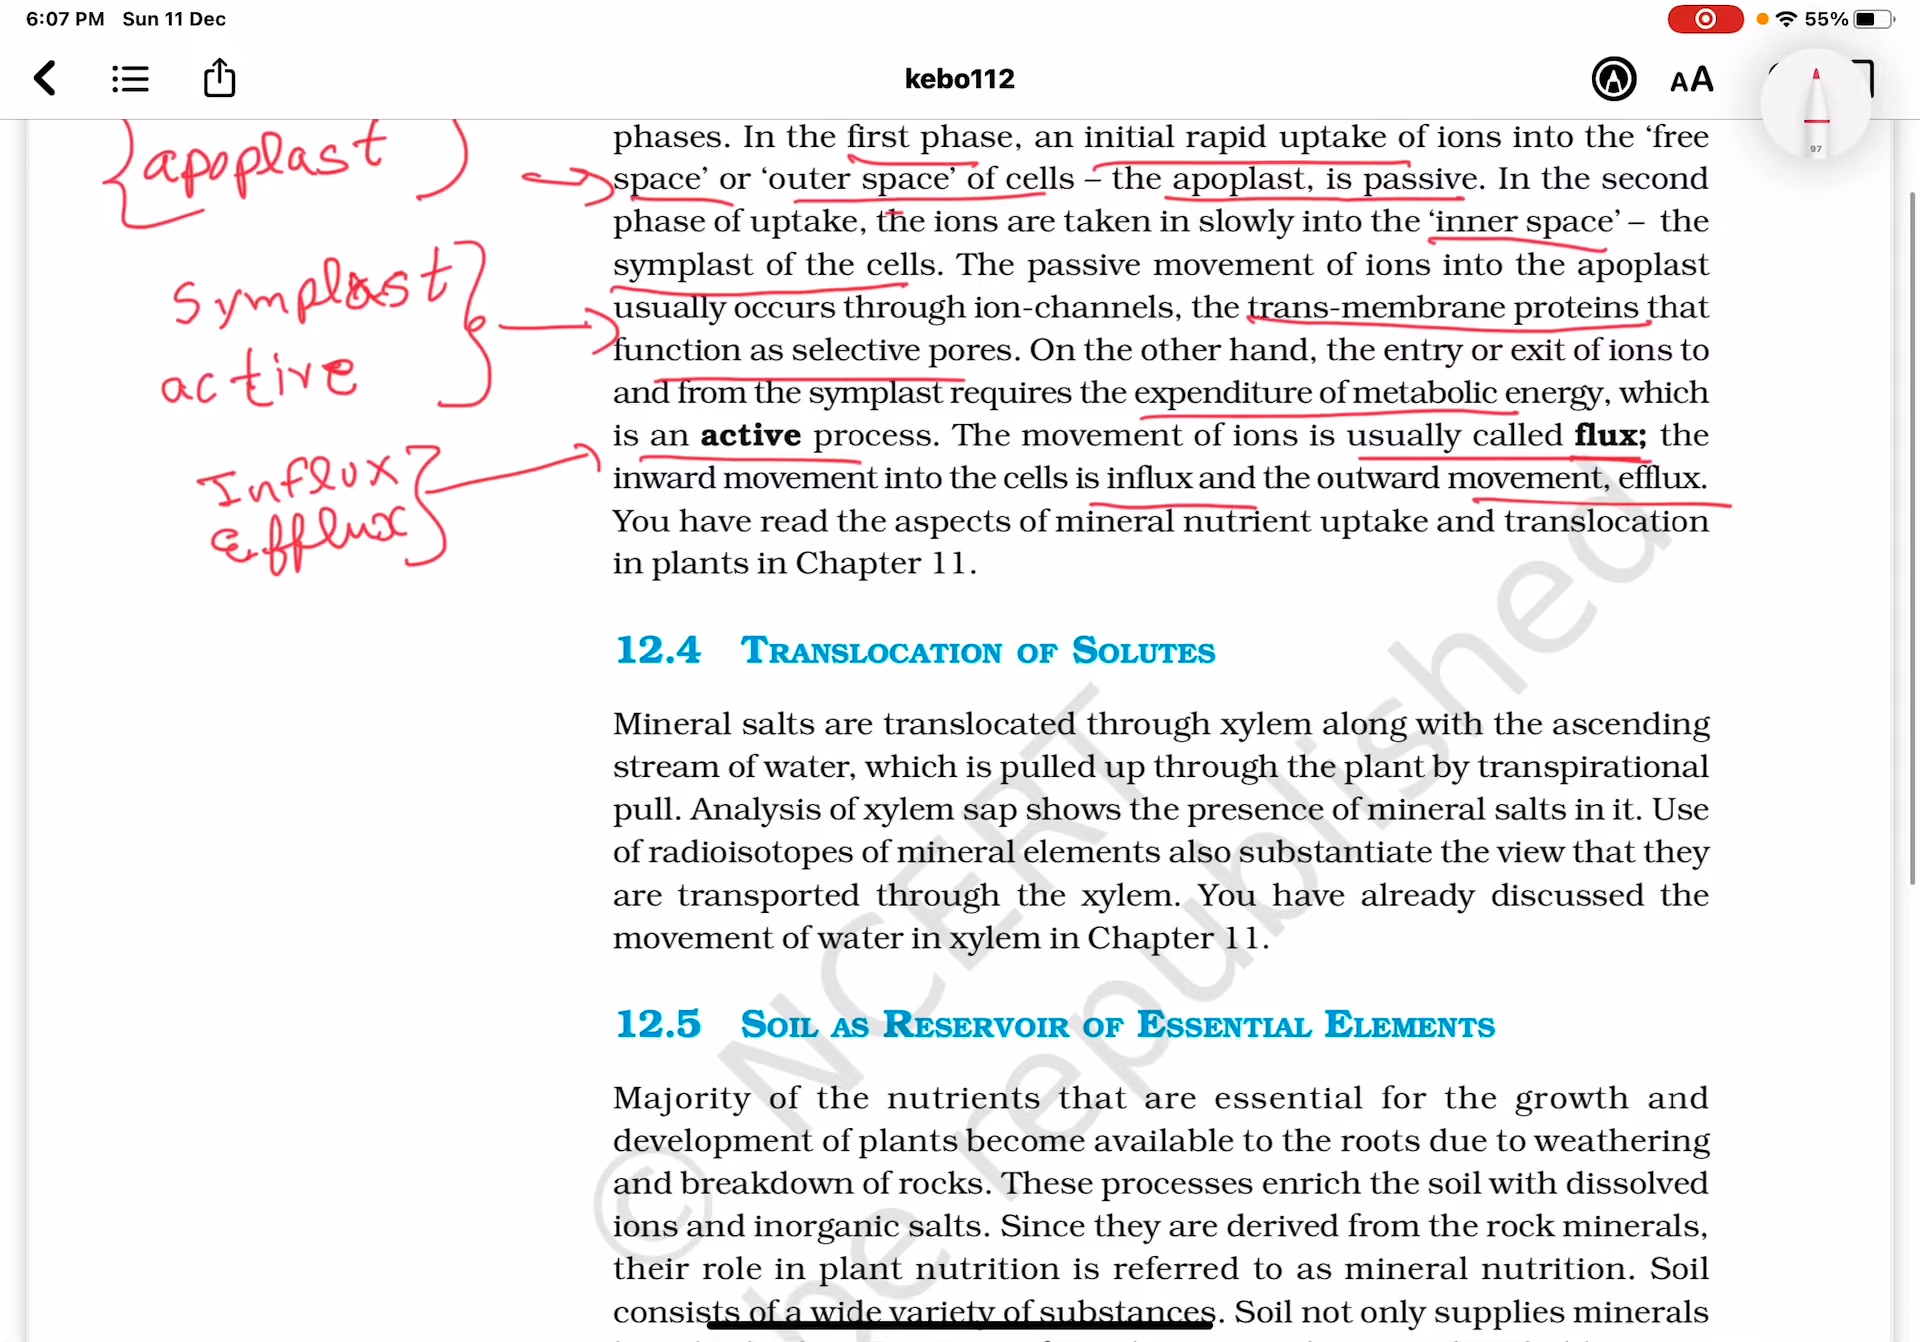 6:07 PM Sun 11 Dec
55%
kebo112
97
apoplast
symplast
active
Influx
Efflux
phases. In the first phase, an initial rapid uptake of ions into the ‘free
space’ or ‘outer space’ of cells – the apoplast, is passive. In the second
phase of uptake, the ions are taken in slowly into the ‘inner space’ – the
symplast of the cells. The passive movement of ions into the apoplast
usually occurs through ion-channels, the trans-membrane proteins that
function as selective pores. On the other hand, the entry or exit of ions to
and from the symplast requires the expenditure of metabolic energy, which
is an active process. The movement of ions is usually called flux; the
inward movement into the cells is influx and the outward movement, efflux.
You have read the aspects of mineral nutrient uptake and translocation
in plants in Chapter 11.
12.4 TRANSLOCATION OF SOLUTES
Mineral salts are translocated through xylem along with the ascending
stream of water, which is pulled up through the plant by transpirational
pull. Analysis of xylem sap shows the presence of mineral salts in it. Use
of radioisotopes of mineral elements also substantiate the view that they
are transported through the xylem. You have already discussed the
movement of water in xylem in Chapter 11.
12.5 SOIL AS RESERVOIR OF ESSENTIAL ELEMENTS
Majority of the nutrients that are essential for the growth and
development of plants become available to the roots due to weathering
and breakdown of rocks. These processes enrich the soil with dissolved
ions and inorganic salts. Since they are derived from the rock minerals,
their role in plant nutrition is referred to as mineral nutrition. Soil
consists of a wide variety of substances. Soil not only supplies minerals
© NCERT
be republished